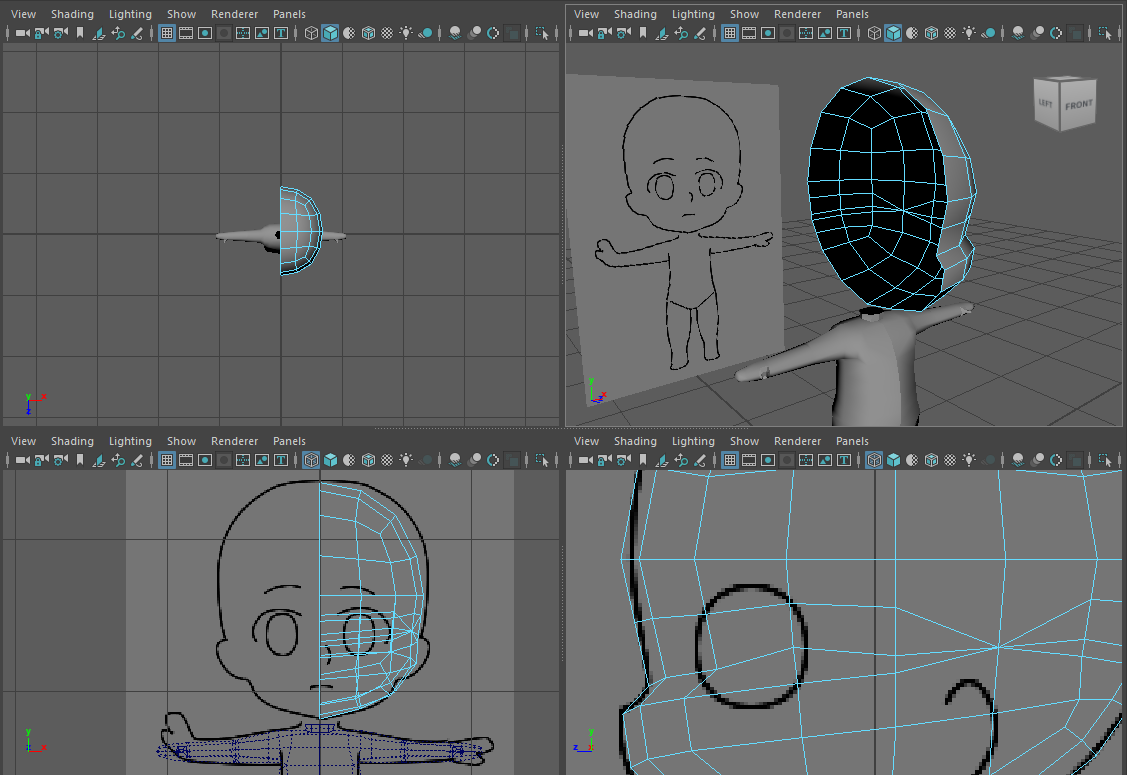 View Shading Lighting Show Renderer Panels
View Shading Lighting Show Renderer Panels
LEFT FRONT
y x z
y x z
View Shading Lighting Show Renderer Panels
View Shading Lighting Show Renderer Panels
y x
y z